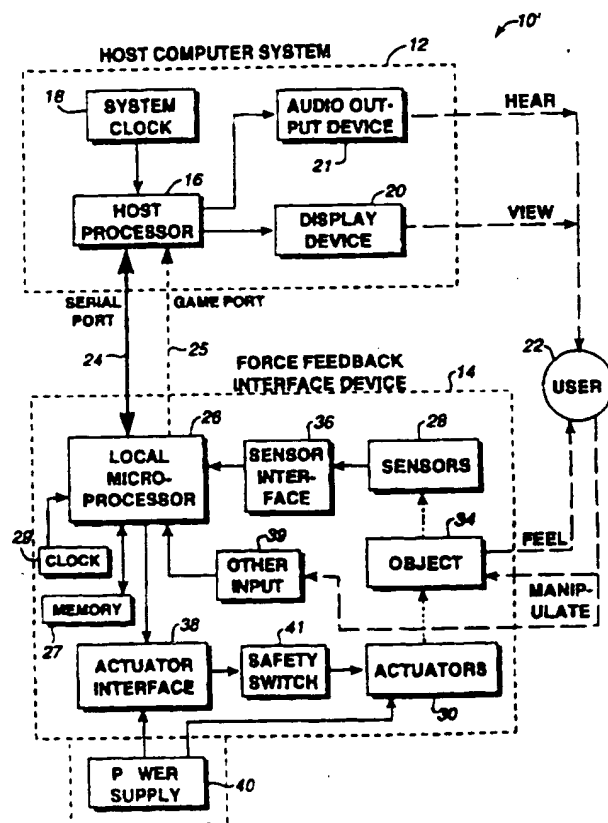 10'
HOST COMPUTER SYSTEM
12
18
SYSTEM
CLOCK
AUDIO OUT-
PUT DEVICE
21
HEAR
16
HOST
PROCESSOR
20
DISPLAY
DEVICE
VIEW
SERIAL
PORT
GAME PORT
24
25
FORCE FEEDBACK
INTERFACE DEVICE
14
22
USER
26
LOCAL
MICRO-
PROCESSOR
36
SENSOR
INTER-
FACE
28
SENSORS
29
CLOCK
39
OTHER
INPUT
34
OBJECT
FEEL
MANIP-
ULATE
MEMORY
27
38
ACTUATOR
INTERFACE
41
SAFETY
SWITCH
ACTUATORS
30
P WER
SUPPLY
40